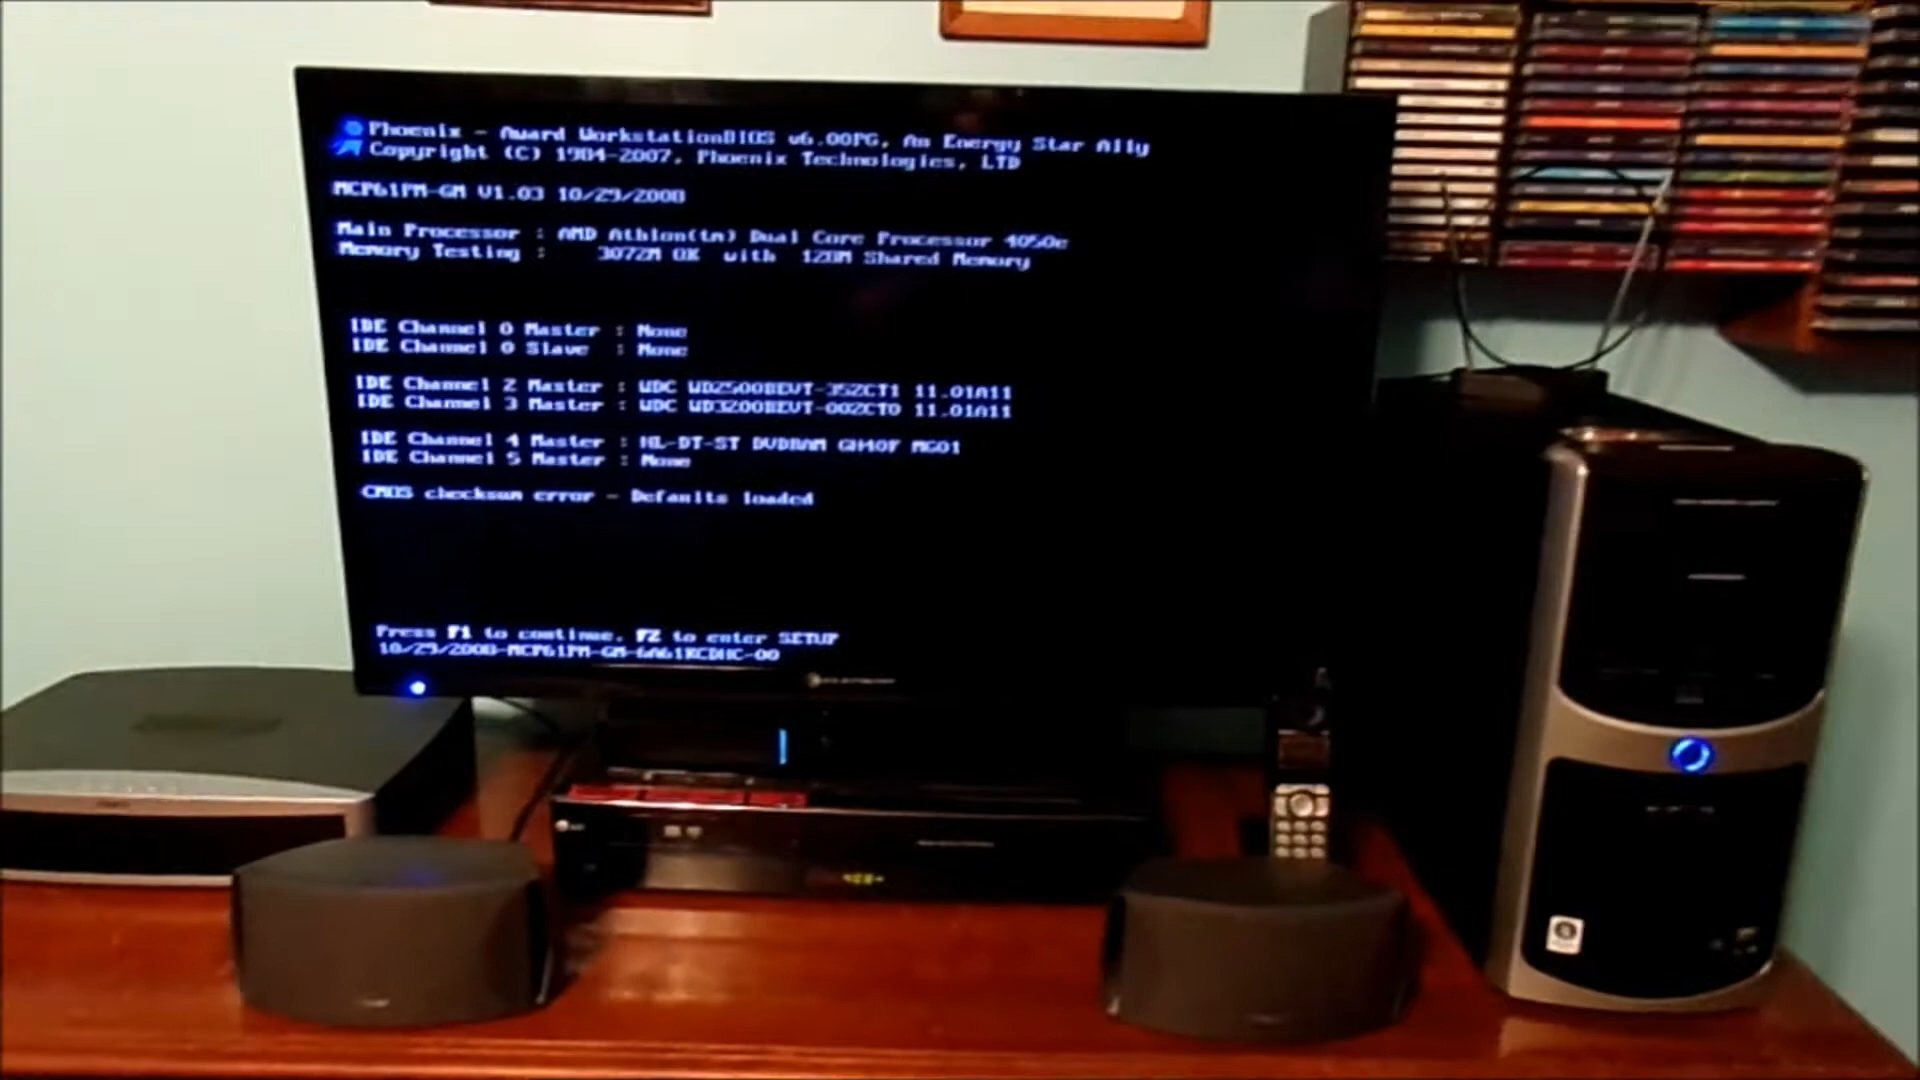 Phoenix - Award WorkstationBIOS v6.00PG, An Energy Star Ally
Copyright (C) 1984-2007, Phoenix Technologies, LTD
MCP61PM-GM V1.03 10/29/2008
Main Processor : AMD Athlon(tm) Dual Core Processor 4050e
Memory Testing : 3072M OK with 128M Shared Memory
IDE Channel 0 Master : None
IDE Channel 0 Slave : None
IDE Channel 2 Master : WDC WD2500BEVT-35ZCT1 11.01A11
IDE Channel 3 Master : WDC WD3200BEVT-00ZCT0 11.01A11
IDE Channel 4 Master : HL-DT-ST DVDRAM GH40F MG01
IDE Channel 5 Master : None
CMOS checksum error - Defaults loaded
Press F1 to continue, F2 to enter SETUP
10/29/2008-MCP61PM-GM-6A61KCDHC-00